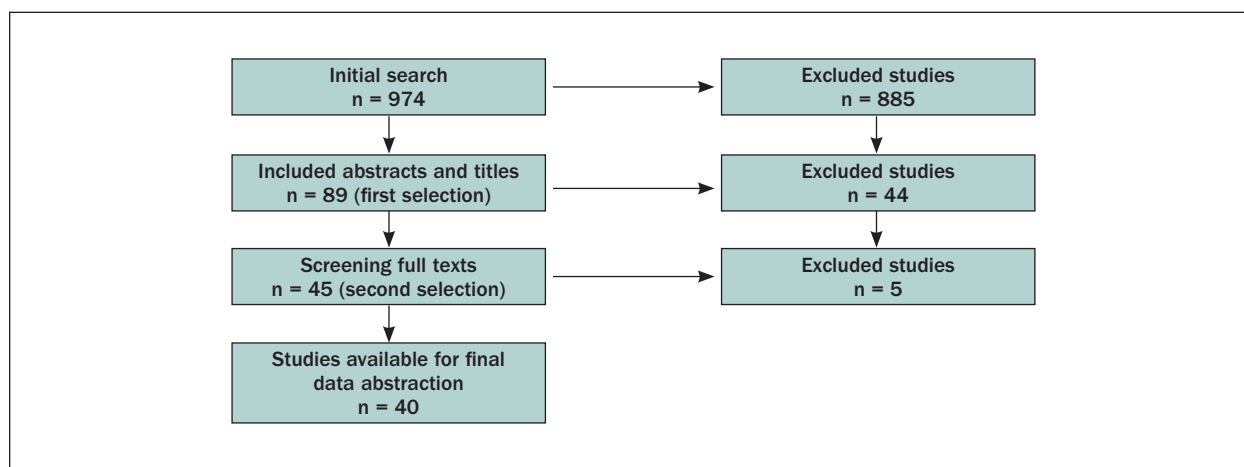 Initial search
n = 974
Excluded studies
n = 885
Included abstracts and titles
n = 89 (first selection)
Excluded studies
n = 44
Screening full texts
n = 45 (second selection)
Excluded studies
n = 5
Studies available for final
data abstraction
n = 40